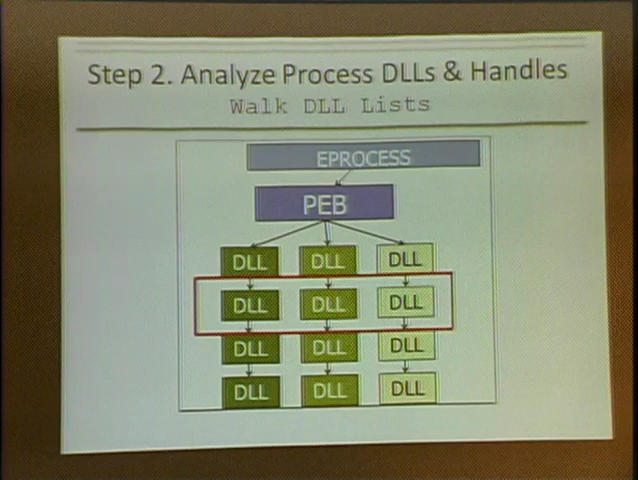 Step 2. Analyze Process DLLs & Handles
Walk DLL Lists
EPROCESS
PEB
DLL DLL DLL
DLL DLL DLL
DLL DLL DLL
DLL DLL DLL